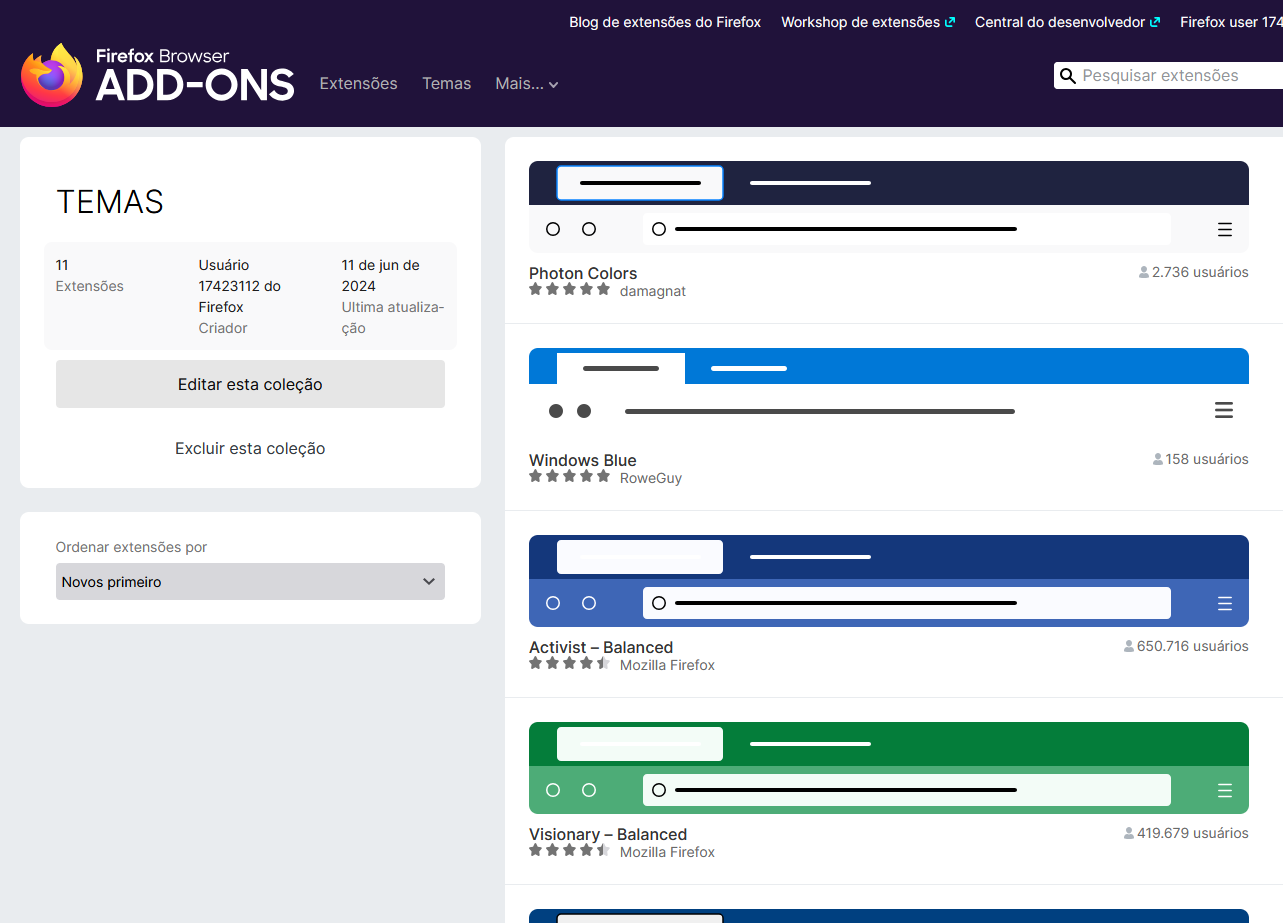 Blog de extensões do Firefox
Workshop de extensões
Central do desenvolvedor
Firefox user 174
Firefox Browser
ADD-ONS
Extensões
Temas
Mais...
Pesquisar extensões
TEMAS
11
Extensões
Usuário
17423112 do
Firefox
Criador
11 de jun de
2024
Ultima atualiza-
ção
Editar esta coleção
Excluir esta coleção
Ordenar extensões por
Novos primeiro
Photon Colors
2.736 usuários
damagnat
Windows Blue
158 usuários
RoweGuy
Activist – Balanced
650.716 usuários
Mozilla Firefox
Visionary – Balanced
419.679 usuários
Mozilla Firefox